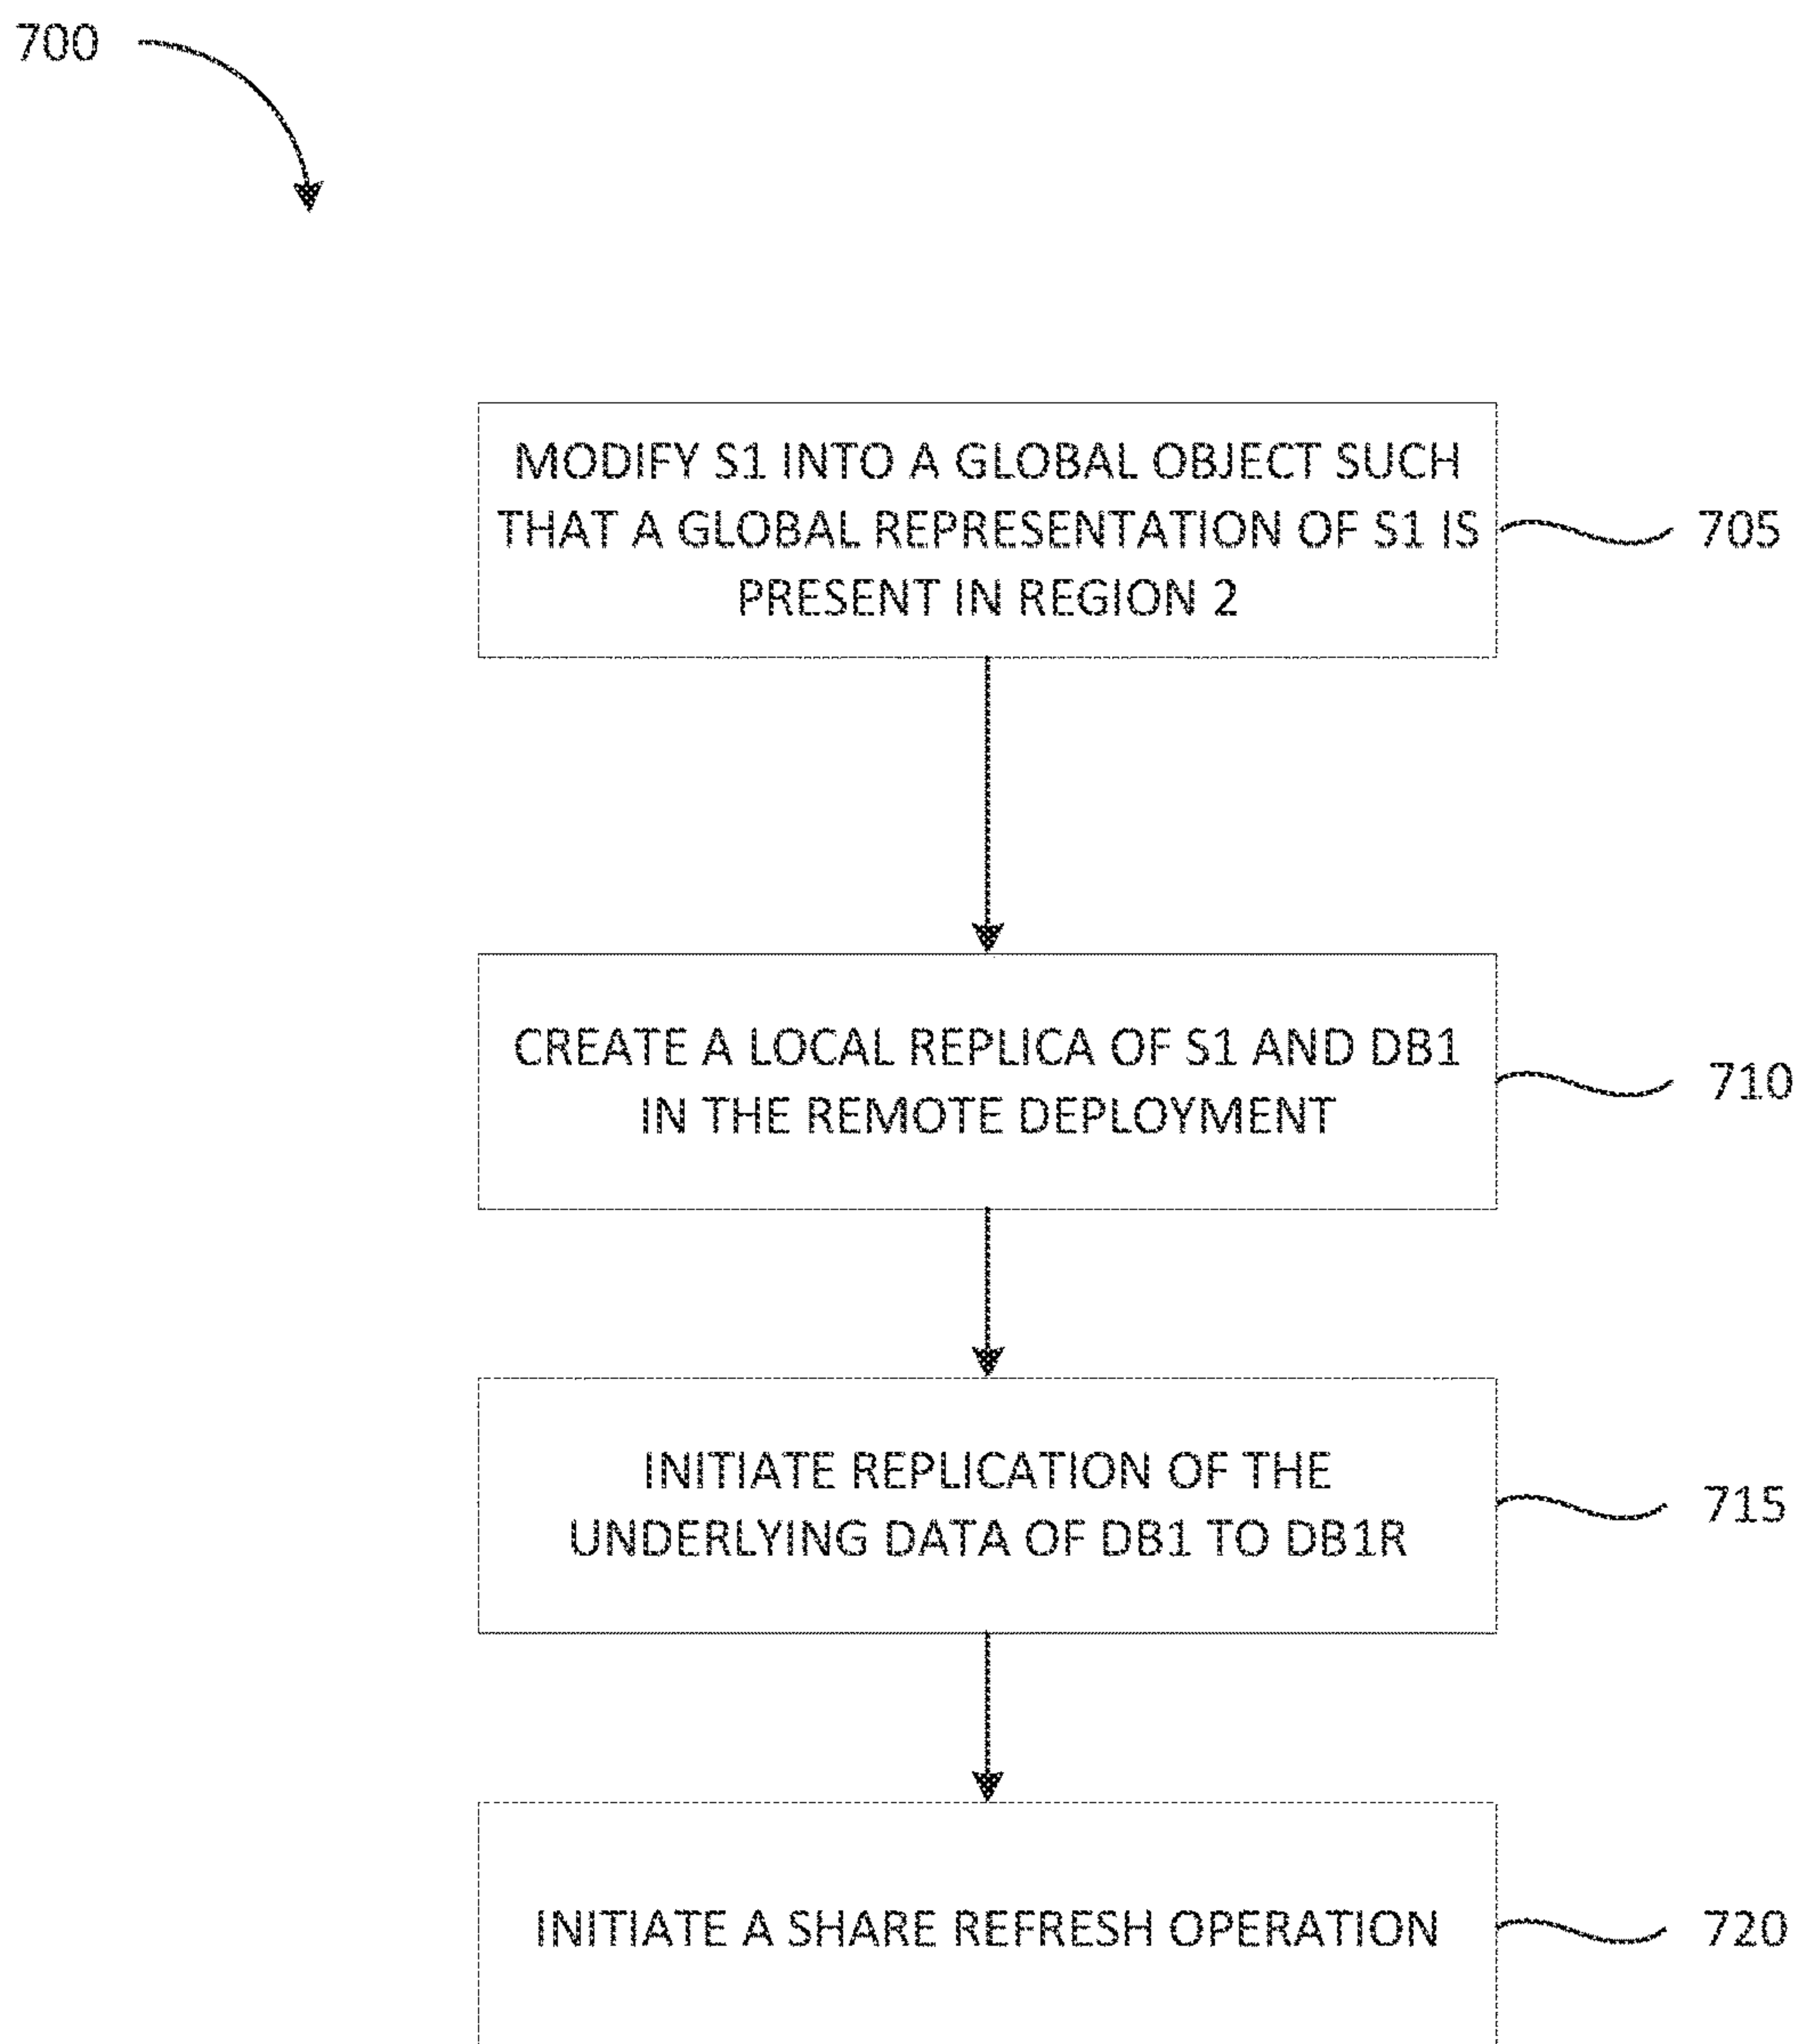 700
MODIFY S1 INTO A GLOBAL OBJECT SUCH
THAT A GLOBAL REPRESENTATION OF S1 IS
PRESENT IN REGION 2
705
CREATE A LOCAL REPLICA OF S1 AND DB1
IN THE REMOTE DEPLOYMENT
710
INITIATE REPLICATION OF THE
UNDERLYING DATA OF DB1 TO DB1R
715
INITIATE A SHARE REFRESH OPERATION
720